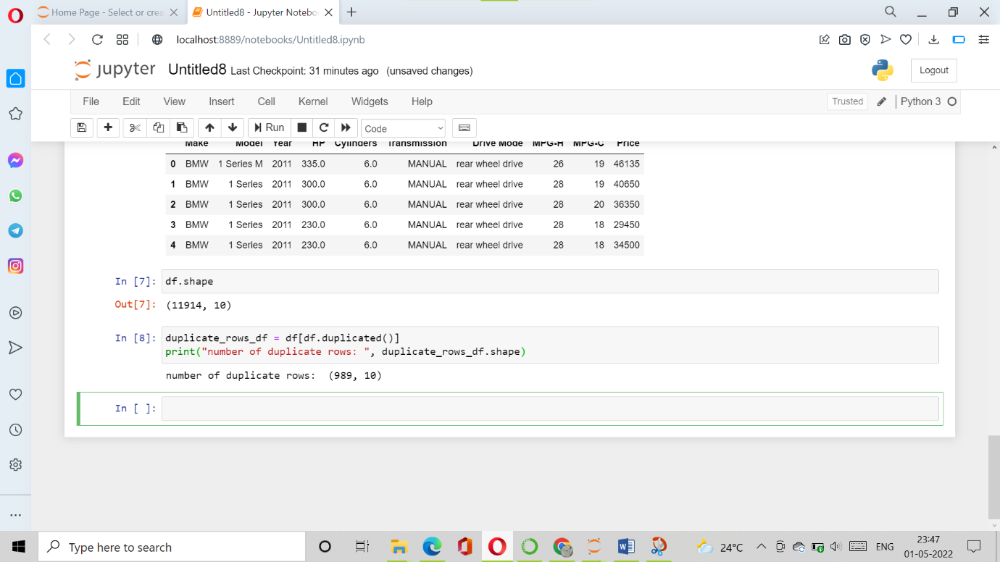 Home Page - Select or crea
Untitled8 - Jupyter Notebo
localhost:8889/notebooks/Untitled8.ipynb
jupyter Untitled8 Last Checkpoint: 31 minutes ago (unsaved changes)
Logout
File Edit View Insert Cell Kernel Widgets Help Trusted Python 3
Run Code
Make Model Year HP Cylinders Transmission Drive Mode MPG-H MPG-C Price
0 BMW 1 Series M 2011 335.0 6.0 MANUAL rear wheel drive 26 19 46135
1 BMW 1 Series 2011 300.0 6.0 MANUAL rear wheel drive 28 19 40650
2 BMW 1 Series 2011 300.0 6.0 MANUAL rear wheel drive 28 20 36350
3 BMW 1 Series 2011 230.0 6.0 MANUAL rear wheel drive 28 18 29450
4 BMW 1 Series 2011 230.0 6.0 MANUAL rear wheel drive 28 18 34500
In [7]: df.shape
Out[7]: (11914, 10)
In [8]: duplicate_rows_df = df[df.duplicated()]
print("number of duplicate rows: ", duplicate_rows_df.shape)
number of duplicate rows:  (989, 10)
In [ ]:
Type here to search
24°C
ENG
23:47
01-05-2022